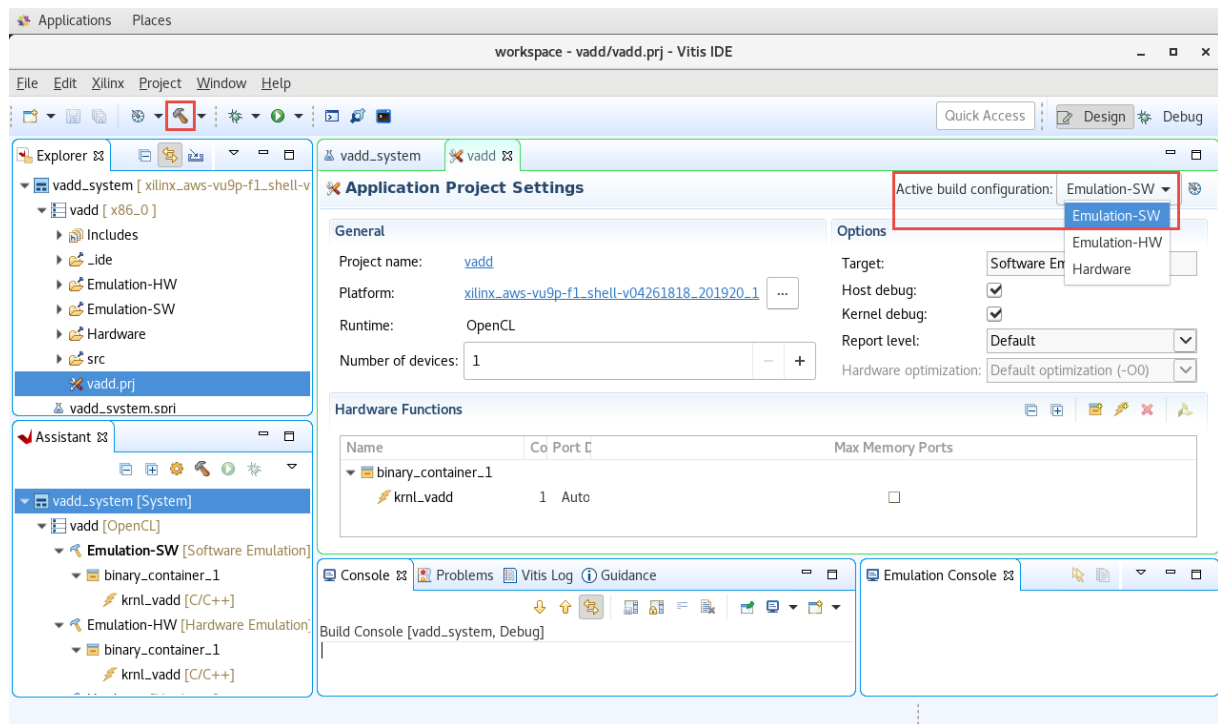 Applications Places
workspace - vadd/vadd.prj - Vitis IDE
File Edit Xilinx Project Window Help
Quick Access
Design
Debug
Explorer
vadd_system [ xilinx_aws-vu9p-f1_shell-v
vadd [ x86_0 ]
Includes
_ide
Emulation-HW
Emulation-SW
Hardware
src
vadd.prj
vadd_system.sprj
Assistant
vadd_system [System]
vadd [OpenCL]
Emulation-SW [Software Emulation]
binary_container_1
krnl_vadd [C/C++]
Emulation-HW [Hardware Emulation]
binary_container_1
krnl_vadd [C/C++]
vadd_system
vadd
Application Project Settings
Active build configuration: Emulation-SW
Emulation-SW
Emulation-HW
Hardware
General
Project name: vadd
Platform: xilinx_aws-vu9p-f1_shell-v04261818_201920_1 ...
Runtime: OpenCL
Number of devices: 1 − +
Options
Target: Software Em
Host debug:
Kernel debug:
Report level: Default
Hardware optimization: Default optimization (-O0)
Hardware Functions
Name Co Port D Max Memory Ports
binary_container_1
krnl_vadd 1 Auto
Console Problems Vitis Log Guidance
Build Console [vadd_system, Debug]
Emulation Console